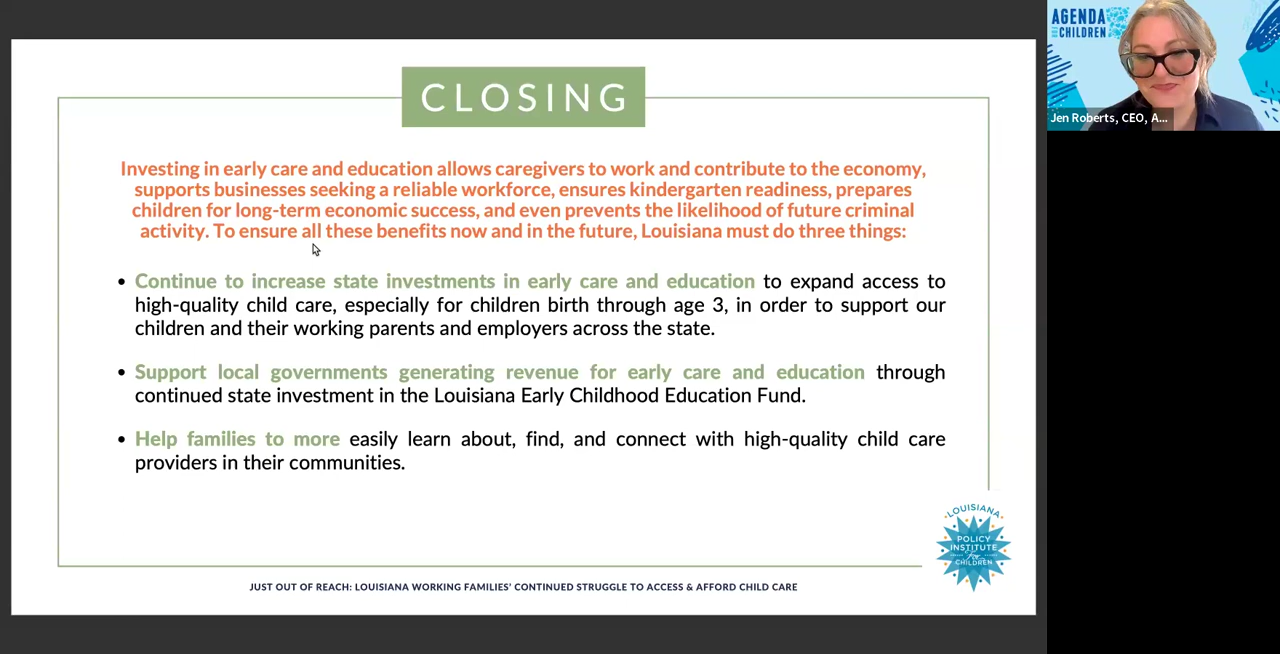 CLOSING
Investing in early care and education allows caregivers to work and contribute to the economy,
supports businesses seeking a reliable workforce, ensures kindergarten readiness, prepares
children for long-term economic success, and even prevents the likelihood of future criminal
activity. To ensure all these benefits now and in the future, Louisiana must do three things:
• Continue to increase state investments in early care and education to expand access to
high-quality child care, especially for children birth through age 3, in order to support our
children and their working parents and employers across the state.
• Support local governments generating revenue for early care and education through
continued state investment in the Louisiana Early Childhood Education Fund.
• Help families to more easily learn about, find, and connect with high-quality child care
providers in their communities.
LOUISIANA
POLICY
INSTITUTE
For
CHILDREN
JUST OUT OF REACH: LOUISIANA WORKING FAMILIES' CONTINUED STRUGGLE TO ACCESS & AFFORD CHILD CARE
AGENDA
CHILDREN
Jen Roberts, CEO, A...